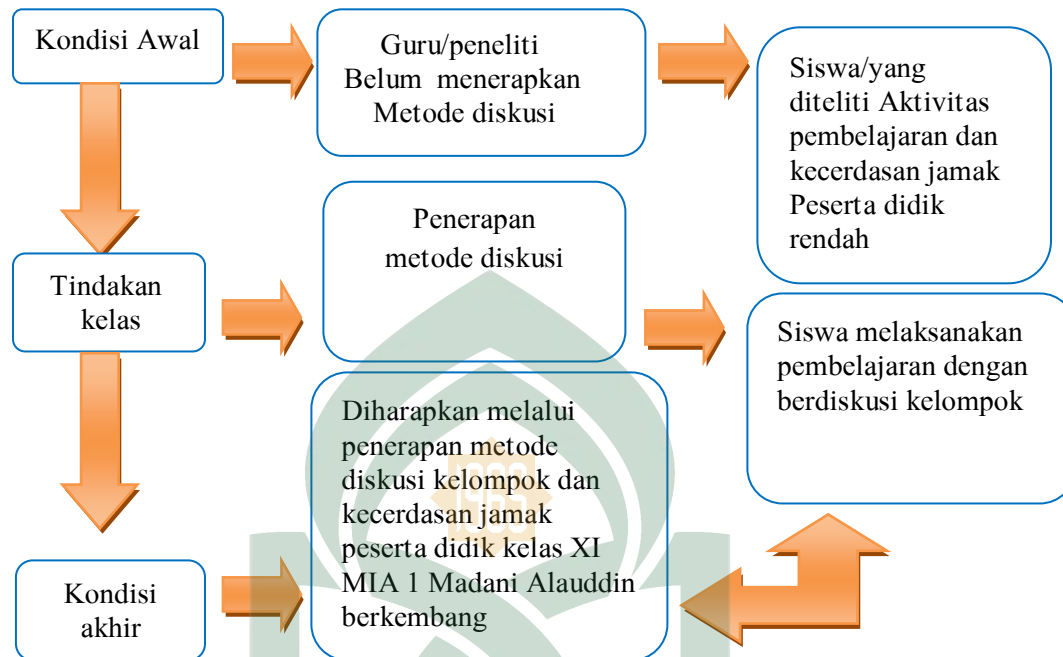 Kondisi Awal
Guru/peneliti
Belum menerapkan
Metode diskusi
Siswa/yang
diteliti Aktivitas
pembelajaran dan
kecerdasan jamak
Peserta didik
rendah
Tindakan
kelas
Penerapan
metode diskusi
Siswa melaksanakan
pembelajaran dengan
berdiskusi kelompok
Kondisi
akhir
Diharapkan melalui
penerapan metode
diskusi kelompok dan
kecerdasan jamak
peserta didik kelas XI
MIA 1 Madani Alauddin
berkembang
1965